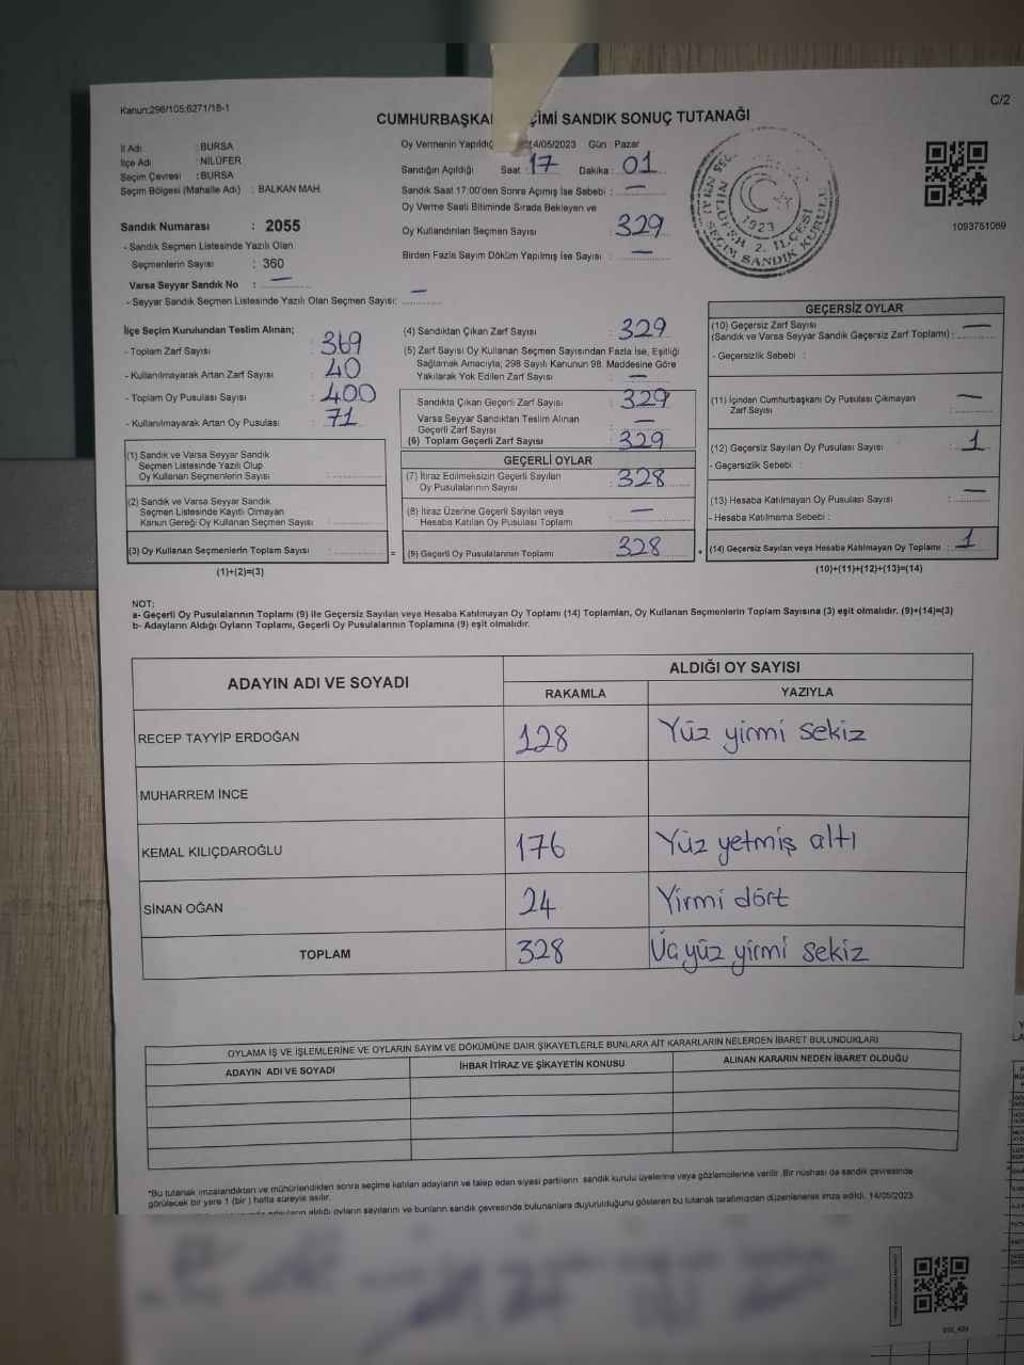 Kanun:298/105:6271/18-1
C/2
CUMHURBAŞKA ÇİMİ SANDIK SONUÇ TUTANAĞI
İl Adı : BURSA
İlçe Adı : NİLÜFER
Seçim Çevresi : BURSA
Seçim Bölgesi (Mahalle Adı) : BALKAN MAH.
Sandık Numarası : 2055
- Sandık Seçmen Listesinde Yazılı Olan
Seçmenlerin Sayısı : 360
Varsa Seyyar Sandık No : —
- Seyyar Sandık Seçmen Listesinde Yazılı Olan Seçmen Sayısı: —
Oy Vermenin Yapıldığ 14/05/2023 Gün : Pazar
Sandığın Açıldığı Saat : 17 Dakika : 01
Sandık Saat 17.00'den Sonra Açımış İse Sebebi : —
Oy Verme Saati Bitiminde Sırada Bekleyen ve
Oy Kullandırılan Seçmen Sayısı : 329
Birden Fazla Sayım Döküm Yapılmış İse Sayısı : —
1923
NİLÜFER 2. İLÇESİ
SEÇİM SANDIK KURULU
1093751069
İlçe Seçim Kurulundan Teslim Alınan;
- Toplam Zarf Sayısı : 369
- Kullanılmayarak Artan Zarf Sayısı : 40
- Toplam Oy Pusulası Sayısı : 400
- Kullanılmayarak Artan Oy Pusulası : 71
(1) Sandık ve Varsa Seyyar Sandık
Seçmen Listesinde Yazılı Olup
Oy Kullanan Seçmenlerin Sayısı :
(2) Sandık ve Varsa Seyyar Sandık
Seçmen Listesinde Kayıtlı Olmayan
Kanun Gereği Oy Kullanan Seçmen Sayısı :
(3) Oy Kullanan Seçmenlerin Toplam Sayısı :
(1)+(2)=(3)
(4) Sandıktan Çıkan Zarf Sayısı : 329
(5) Zarf Sayısı Oy Kullanan Seçmen Sayısından Fazla İse, Eşitliği
Sağlamak Amacıyla; 298 Sayılı Kanunun 98. Maddesine Göre
Yakılarak Yok Edilen Zarf Sayısı : —
Sandıkta Çıkan Geçerli Zarf Sayısı : 329
Varsa Seyyar Sandıktan Teslim Alınan
Geçerli Zarf Sayısı : —
(6) Toplam Geçerli Zarf Sayısı : 329
GEÇERLİ OYLAR
(7) İtiraz Edilmeksizin Geçerli Sayılan
Oy Pusulalarının Sayısı : 328
(8) İtiraz Üzerine Geçerli Sayılan veya
Hesaba Katılan Oy Pusulası Toplamı : —
= (9) Geçerli Oy Pusulalarının Toplamı : 328
GEÇERSİZ OYLAR
(10) Geçersiz Zarf Sayısı
(Sandık ve Varsa Seyyar Sandık Geçersiz Zarf Toplamı) : —
- Geçersizlik Sebebi :
(11) İçinden Cumhurbaşkanı Oy Pusulası Çıkmayan
Zarf Sayısı : —
(12) Geçersiz Sayılan Oy Pusulası Sayısı : 1
- Geçersizlik Sebebi :
(13) Hesaba Katılmayan Oy Pusulası Sayısı : —
- Hesaba Katılmama Sebebi :
+ (14) Geçersiz Sayılan veya Hesaba Katılmayan Oy Toplamı : 1
(10)+(11)+(12)+(13)=(14)
NOT:
a- Geçerli Oy Pusulalarının Toplamı (9) ile Geçersiz Sayılan veya Hesaba Katılmayan Oy Toplamı (14) Toplamları, Oy Kullanan Seçmenlerin Toplam Sayısına (3) eşit olmalıdır. (9)+(14)=(3)
b- Adayların Aldığı Oyların Toplamı, Geçerli Oy Pusulalarının Toplamına (9) eşit olmalıdır.
ADAYIN ADI VE SOYADI
ALDIĞI OY SAYISI
RAKAMLA YAZIYLA
RECEP TAYYİP ERDOĞAN 128 Yüz yirmi sekiz
MUHARREM İNCE
KEMAL KILIÇDAROĞLU 176 Yüz yetmiş altı
SİNAN OĞAN 24 Yirmi dört
TOPLAM 328 Üçyüz yirmi sekiz
OYLAMA İŞ VE İŞLEMLERİNE VE OYLARIN SAYIM VE DÖKÜMÜNE DAİR ŞİKAYETLERLE BUNLARA AİT KARARLARIN NELERDEN İBARET BULUNDUKLARI
ADAYIN ADI VE SOYADI İHBAR İTİRAZ VE ŞİKAYETİN KONUSU ALINAN KARARIN NEDEN İBARET OLDUĞU
*Bu tutanak imzalandıktan ve mühürlendikten sonra seçime katılan adayların ve talep eden siyasi partilerin sandık kurulu üyelerine veya gözlemcilerine verilir. Bir nüshası da sandık çevresinde
görülecek bir yere 1 (bir) hafta süreyle asılır.
adayların aldığı oyların sayılarını ve bunların sandık çevresinde bulunanlara duyurulduğunu gösteren bu tutanak tarafımızdan düzenlenerek imza edildi. 14/05/2023